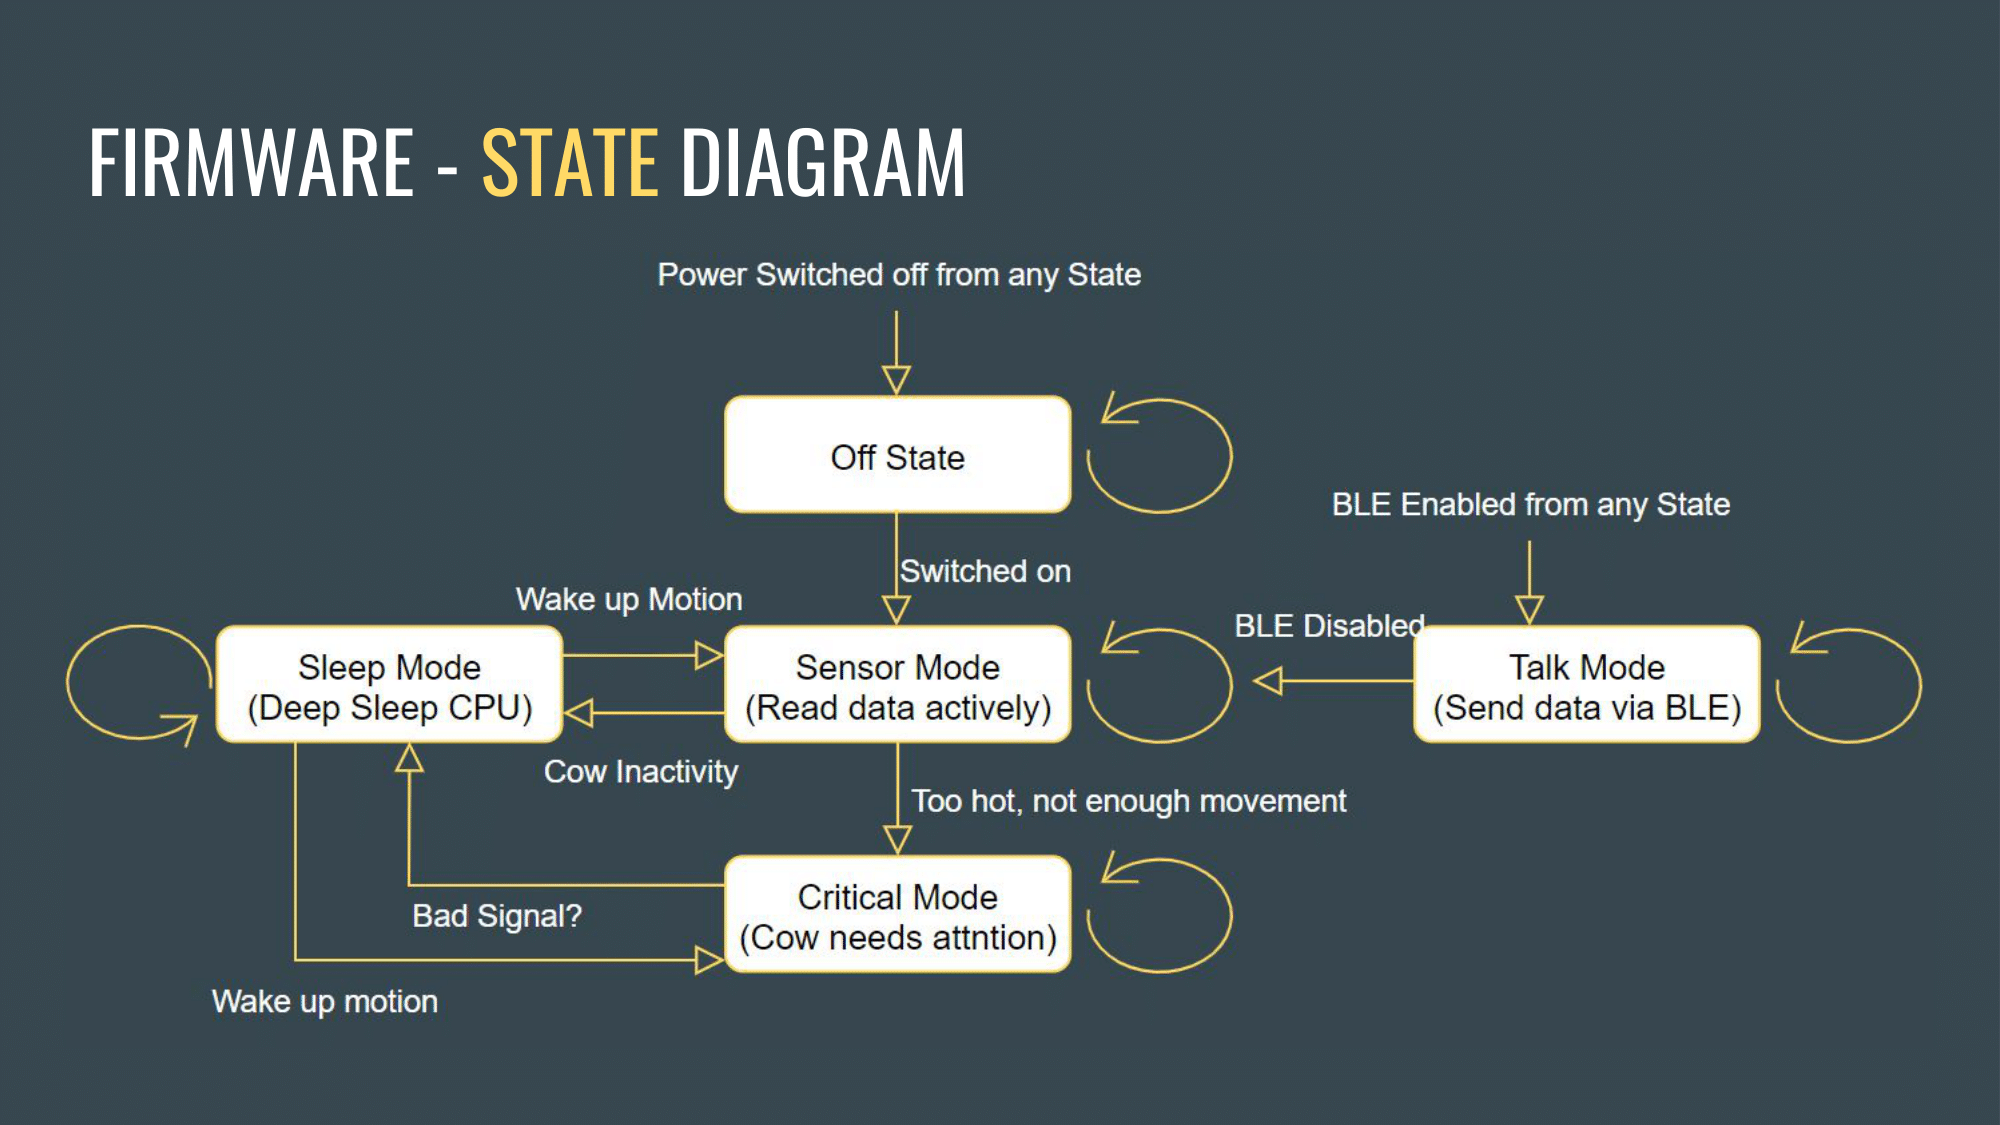 FIRMWARE - STATE DIAGRAM
Power Switched off from any State
Off State
BLE Enabled from any State
Switched on
Wake up Motion
BLE Disabled
Sleep Mode
(Deep Sleep CPU)
Sensor Mode
(Read data actively)
Talk Mode
(Send data via BLE)
Cow Inactivity
Too hot, not enough movement
Critical Mode
(Cow needs attntion)
Bad Signal?
Wake up motion